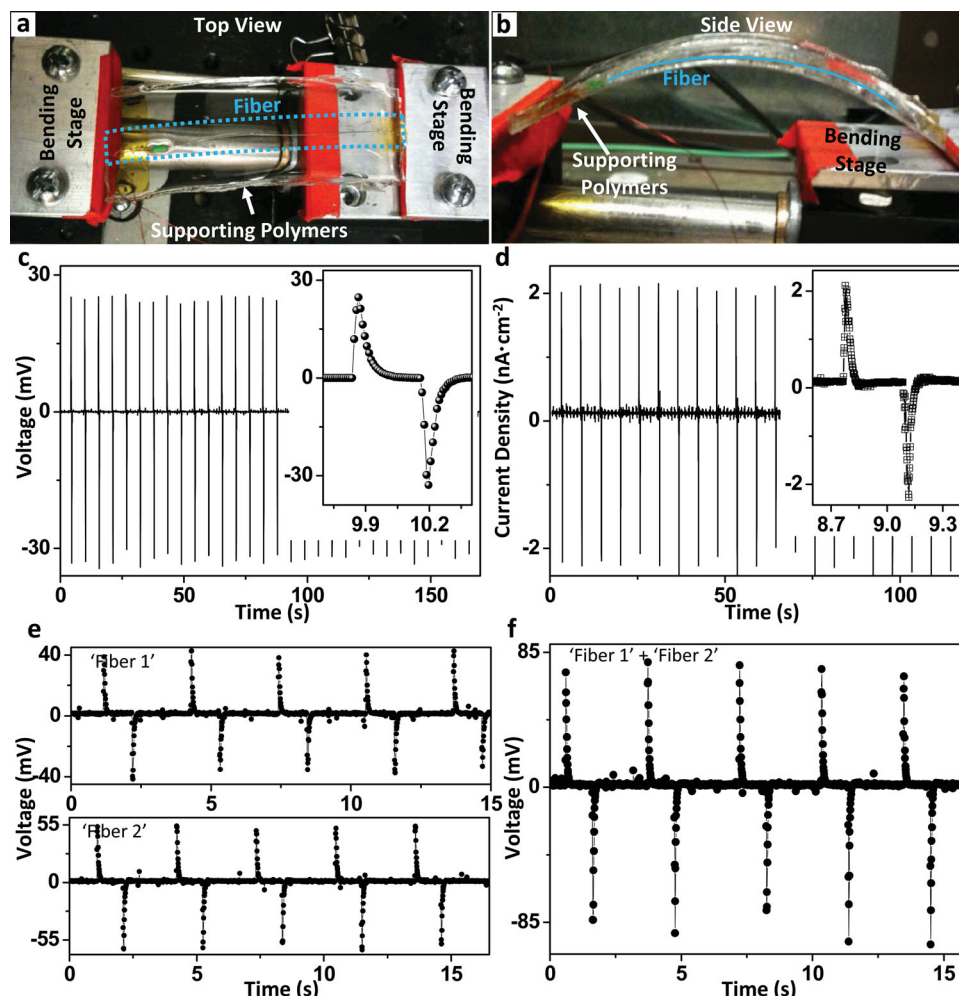 a
Top View
Bending
Stage
Fiber
Bending
Stage
Supporting Polymers
b
Side View
Fiber
Supporting
Polymers
Bending
Stage
c
Voltage (mV)
30
0
-30
0
50
100
150
Time (s)
30
0
-30
9.9
10.2
d
Current Density (nA·cm-2)
2
0
-2
0
50
100
Time (s)
2
0
-2
8.7
9.0
9.3
e
'Fiber 1'
Voltage (mV)
40
0
-40
0
5
10
15
'Fiber 2'
55
0
-55
0
5
10
15
Time (s)
f
'Fiber 1' + 'Fiber 2'
Voltage (mV)
85
0
-85
0
5
10
15
Time (s)